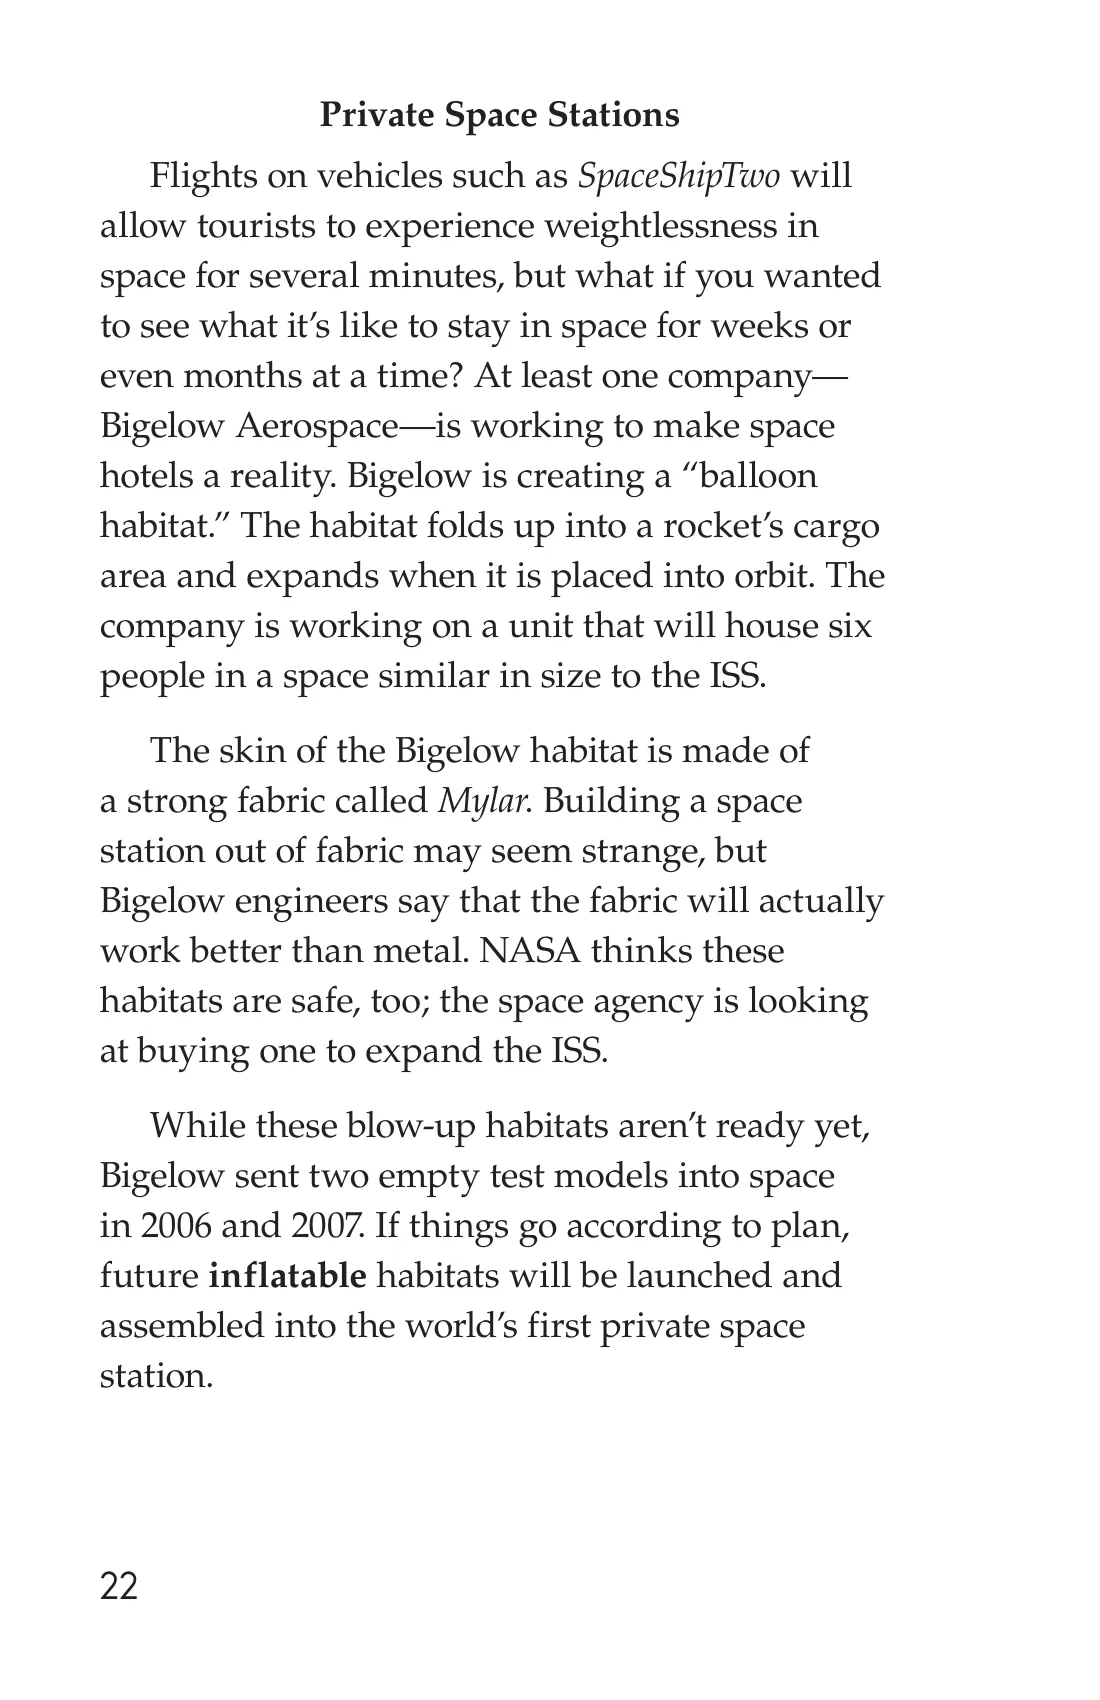 Private Space Stations
Flights on vehicles such as SpaceShipTwo will
allow tourists to experience weightlessness in
space for several minutes, but what if you wanted
to see what it’s like to stay in space for weeks or
even months at a time? At least one company—
Bigelow Aerospace—is working to make space
hotels a reality. Bigelow is creating a “balloon
habitat.” The habitat folds up into a rocket’s cargo
area and expands when it is placed into orbit. The
company is working on a unit that will house six
people in a space similar in size to the ISS.
The skin of the Bigelow habitat is made of
a strong fabric called Mylar. Building a space
station out of fabric may seem strange, but
Bigelow engineers say that the fabric will actually
work better than metal. NASA thinks these
habitats are safe, too; the space agency is looking
at buying one to expand the ISS.
While these blow-up habitats aren’t ready yet,
Bigelow sent two empty test models into space
in 2006 and 2007. If things go according to plan,
future inflatable habitats will be launched and
assembled into the world’s first private space
station.
22